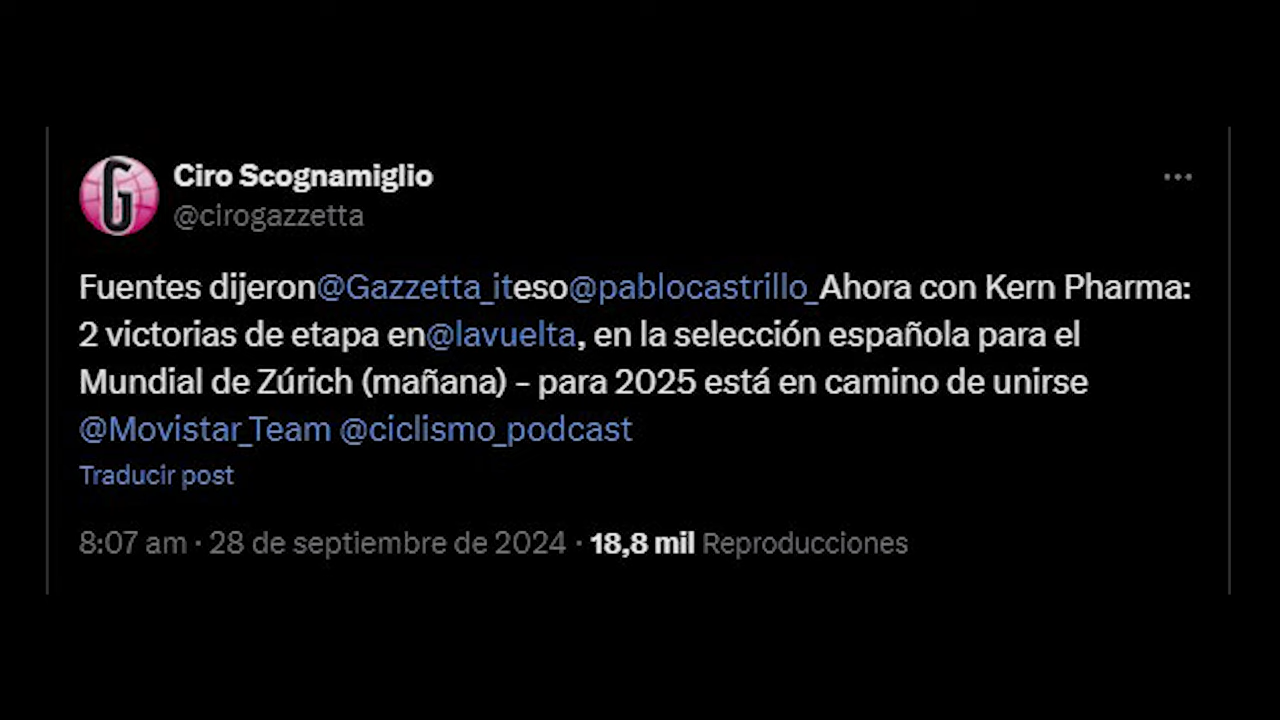 G
Ciro Scognamiglio
@cirogazzetta
Fuentes dijeron@Gazzetta_iteso@pablocastrillo_Ahora con Kern Pharma:
2 victorias de etapa en@lavuelta, en la selección española para el
Mundial de Zúrich (mañana) – para 2025 está en camino de unirse
@Movistar_Team @ciclismo_podcast
Traducir post
8:07 am · 28 de septiembre de 2024 · 18,8 mil Reproducciones